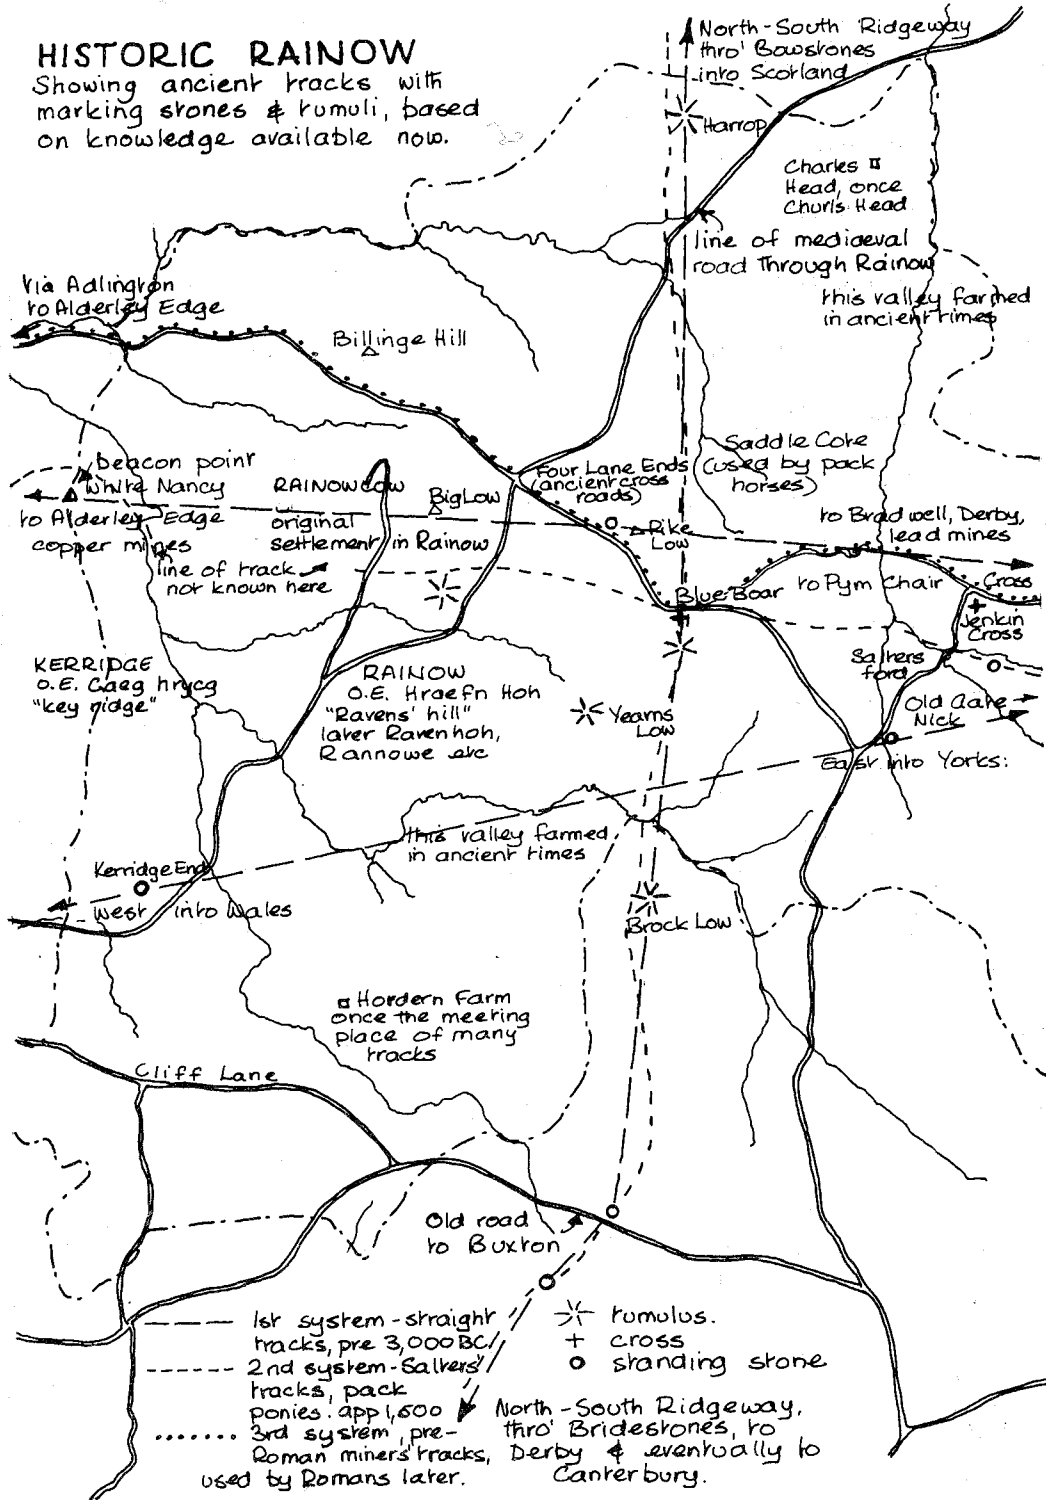 HISTORIC RAINOW
Showing ancient tracks with
marking stones & tumuli, based
on knowledge available now.
North-South Ridgeway
thro' Bowstones
into Scotland
Harrop
Charles
Head, once
Churls Head
line of mediaeval
road through Rainow
this valley farmed
in ancient times
Via Adlington
to Alderley Edge
Billinge Hill
beacon point
White Nancy
to Alderley Edge
copper mines
RAINOWLOW
original
settlement in Rainow
Big Low
Four Lane Ends
(ancient cross
roads)
Saddle Cote
(used by pack
horses)
Pike
Low
to Bradwell, Derby,
lead mines
line of track
not known here
Blue Boar
to Pym Chair
Cross
Jenkin
Cross
Salters
ford
KERRIDGE
O.E. Caeg hrycg
"key ridge"
RAINOW
O.E. Hraefn Hoh
"Ravens' hill"
later Ravenhoh,
Rannowe etc
Yearns
Low
Old Gate
Nick
East into Yorks:
this valley farmed
in ancient times
Kerridge End
West into Wales
Brock Low
Hordern Farm
once the meeting
place of many
tracks
Cliff Lane
Old road
to Buxton
1st system-straight
tracks, pre 3,000 BC
2nd system-Salters'
tracks, pack
ponies. app 1,600
3rd system, pre-
Roman miners' tracks,
used by Romans later.
tumulus.
cross
standing stone
North-South Ridgeway,
thro' Bridestones, to
Derby & eventually to
Canterbury.